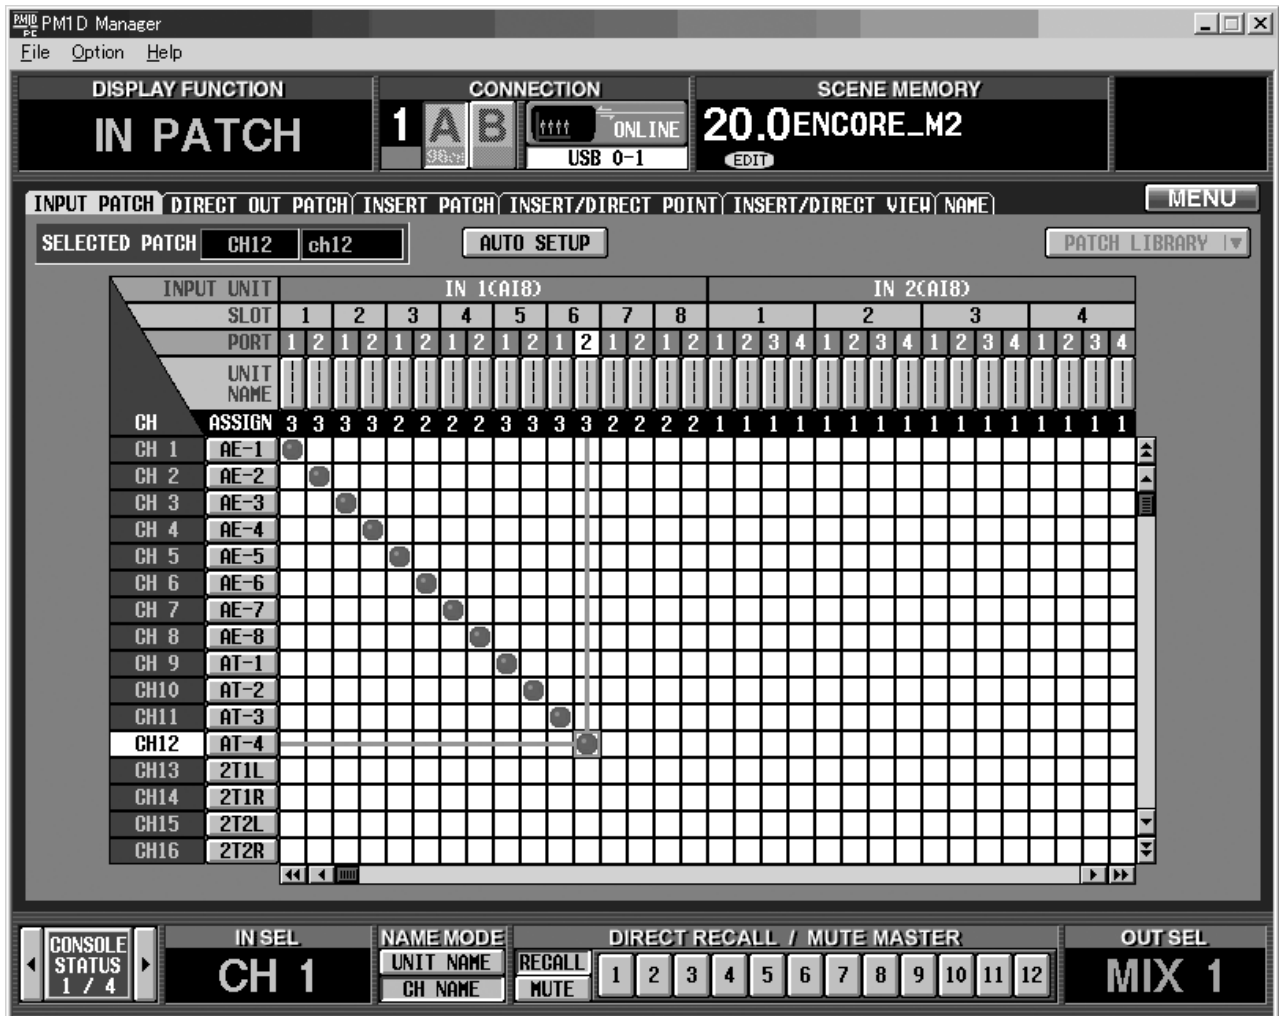 PM1D Manager
File Option Help
DISPLAY FUNCTION CONNECTION SCENE MEMORY
IN PATCH 1 A B ONLINE USB 0-1 20.0 ENCORE_M2 EDIT
INPUT PATCH DIRECT OUT PATCH INSERT PATCH INSERT/DIRECT POINT INSERT/DIRECT VIEW NAME MENU
SELECTED PATCH CH12 ch12 AUTO SETUP PATCH LIBRARY
INPUT UNIT IN 1(AI8) IN 2(AI8)
SLOT 1 2 3 4 5 6 7 8 1 2 3 4
PORT 1 2 1 2 1 2 1 2 1 2 1 2 1 2 1 2 1 2 3 4 1 2 3 4 1 2 3 4 1 2 3 4
UNIT
NAME
CH ASSIGN 3 3 3 3 2 2 2 2 3 3 3 3 2 2 2 2 1 1 1 1 1 1 1 1 1 1 1 1 1 1 1 1
CH 1 AE-1
CH 2 AE-2
CH 3 AE-3
CH 4 AE-4
CH 5 AE-5
CH 6 AE-6
CH 7 AE-7
CH 8 AE-8
CH 9 AT-1
CH10 AT-2
CH11 AT-3
CH12 AT-4
CH13 2T1L
CH14 2T1R
CH15 2T2L
CH16 2T2R
CONSOLE STATUS 1 / 4 IN SEL CH 1 NAME MODE UNIT NAME CH NAME DIRECT RECALL / MUTE MASTER RECALL MUTE 1 2 3 4 5 6 7 8 9 10 11 12 OUT SEL MIX 1